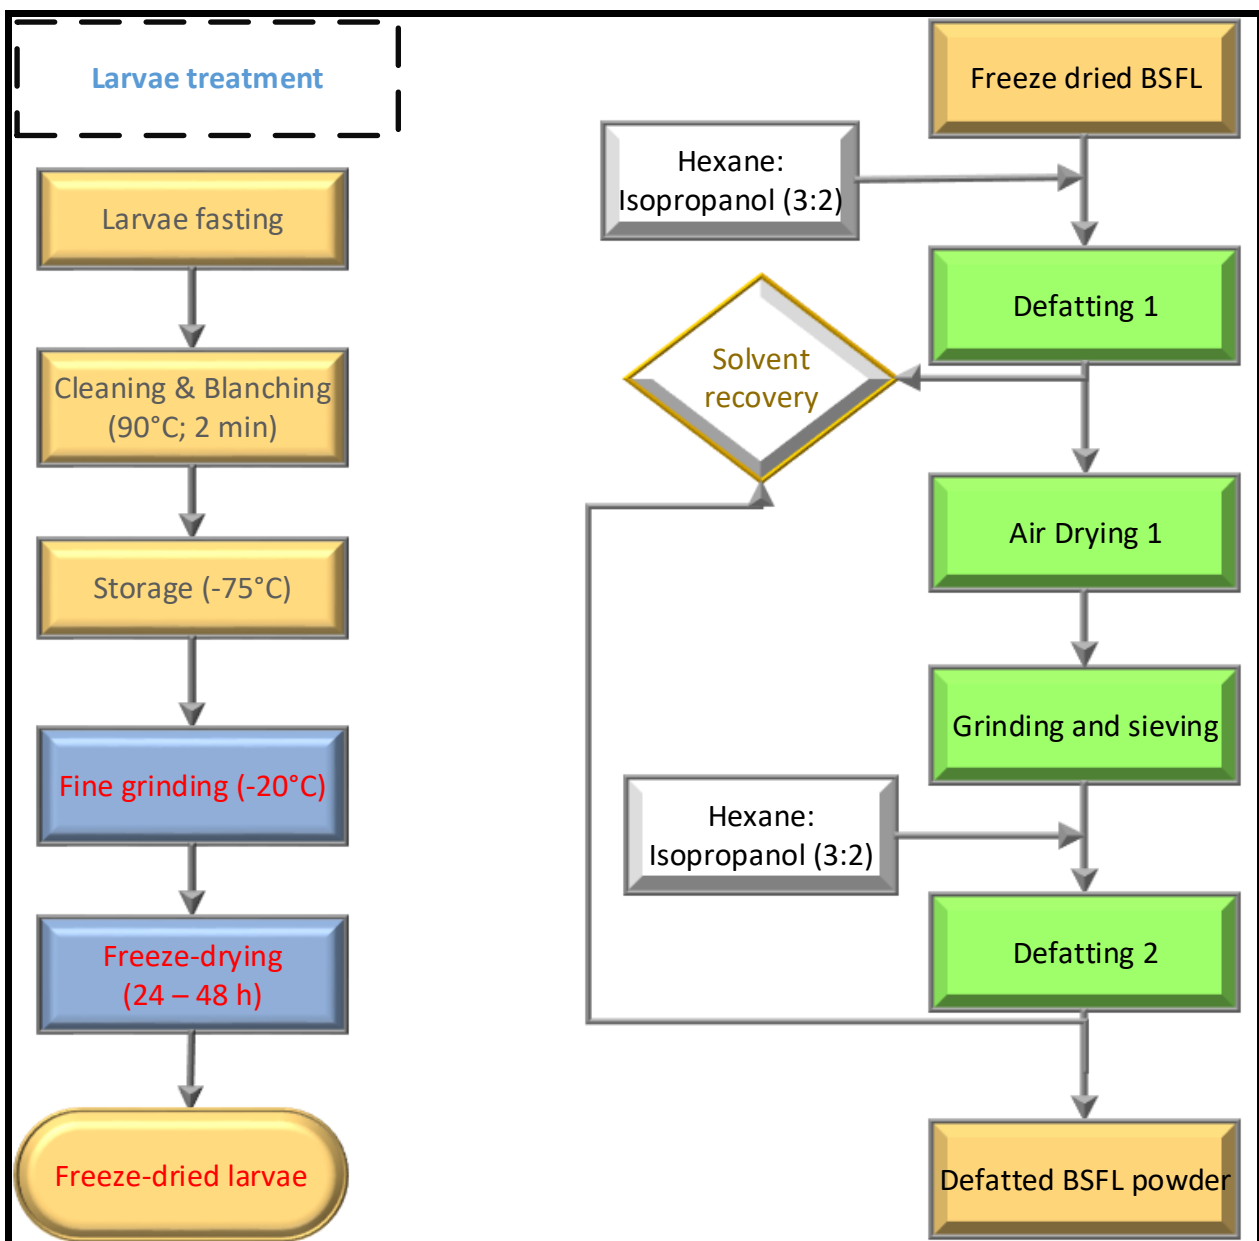 Larvae treatment
Larvae fasting
Cleaning & Blanching
(90°C; 2 min)
Storage (-75°C)
Fine grinding (-20°C)
Freeze-drying
(24 – 48 h)
Freeze-dried larvae
Freeze dried BSFL
Hexane:
Isopropanol (3:2)
Defatting 1
Solvent
recovery
Air Drying 1
Grinding and sieving
Hexane:
Isopropanol (3:2)
Defatting 2
Defatted BSFL powder